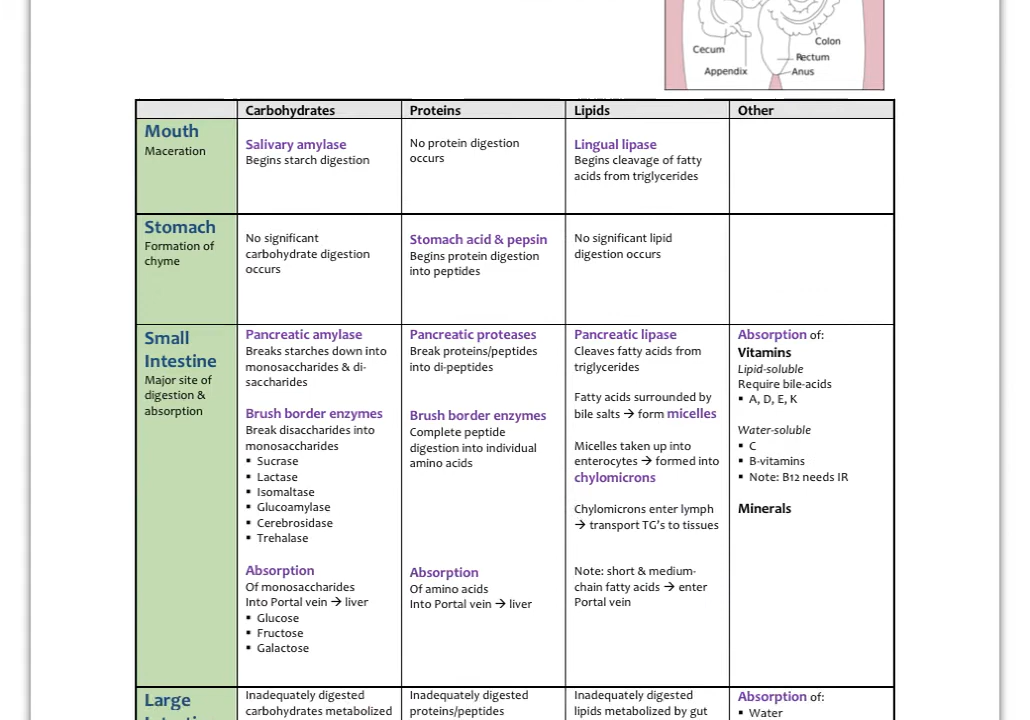 Cecum
Colon
Rectum
Appendix
Anus
Carbohydrates
Proteins
Lipids
Other
Mouth
Maceration
Salivary amylase
Begins starch digestion
No protein digestion
occurs
Lingual lipase
Begins cleavage of fatty
acids from triglycerides
Stomach
Formation of
chyme
No significant
carbohydrate digestion
occurs
Stomach acid & pepsin
Begins protein digestion
into peptides
No significant lipid
digestion occurs
Small
Intestine
Major site of
digestion &
absorption
Pancreatic amylase
Breaks starches down into
monosaccharides & di-
saccharides
Brush border enzymes
Break disaccharides into
monosaccharides
▪ Sucrase
▪ Lactase
▪ Isomaltase
▪ Glucoamylase
▪ Cerebrosidase
▪ Trehalase
Absorption
Of monosaccharides
Into Portal vein → liver
▪ Glucose
▪ Fructose
▪ Galactose
Pancreatic proteases
Break proteins/peptides
into di-peptides
Brush border enzymes
Complete peptide
digestion into individual
amino acids
Absorption
Of amino acids
Into Portal vein → liver
Pancreatic lipase
Cleaves fatty acids from
triglycerides
Fatty acids surrounded by
bile salts → form micelles
Micelles taken up into
enterocytes → formed into
chylomicrons
Chylomicrons enter lymph
→ transport TG's to tissues
Note: short & medium-
chain fatty acids → enter
Portal vein
Absorption of:
Vitamins
Lipid-soluble
Require bile-acids
▪ A, D, E, K
Water-soluble
▪ C
▪ B-vitamins
▪ Note: B12 needs IR
Minerals
Large
Inadequately digested
carbohydrates metabolized
Inadequately digested
proteins/peptides
Inadequately digested
lipids metabolized by gut
Absorption of:
▪ Water